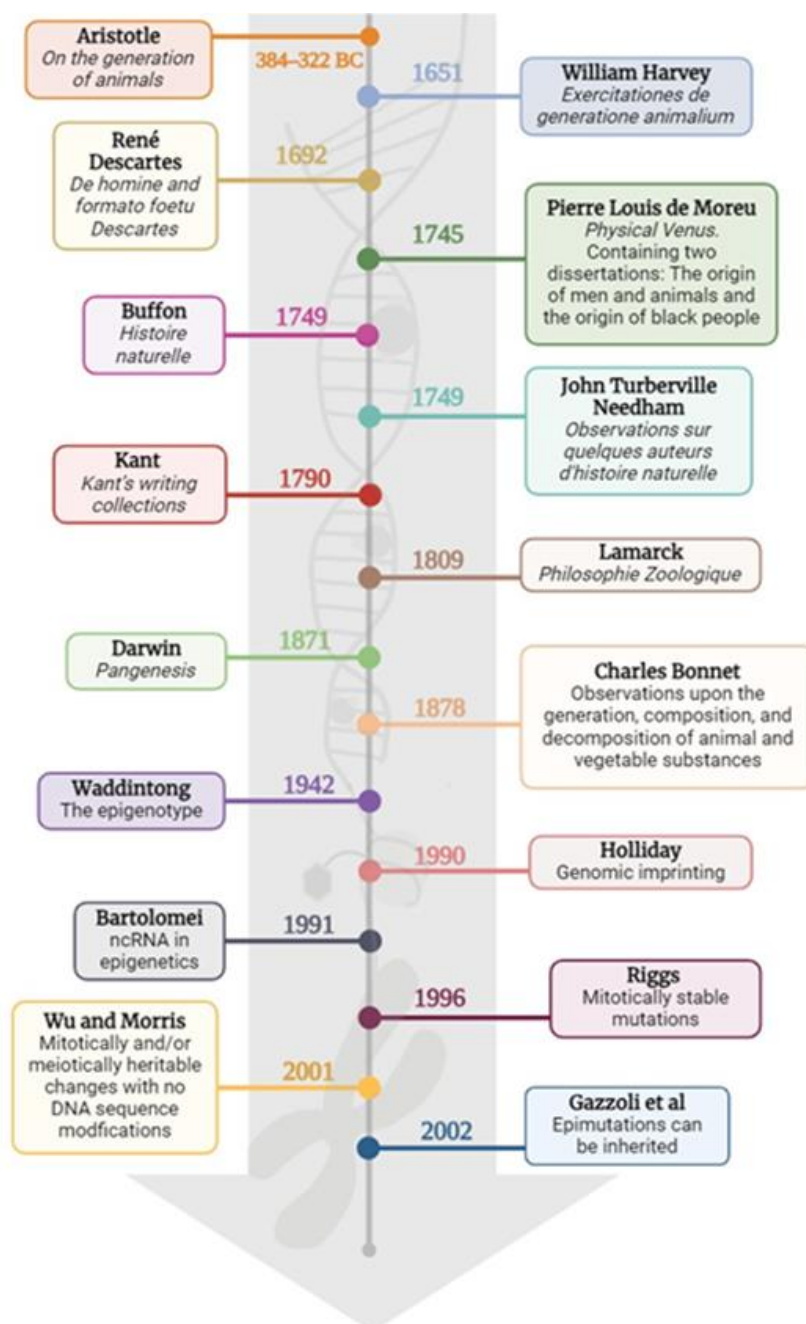 Aristotle
On the generation
of animals
384–322 BC
1651
William Harvey
Exercitationes de
generatione animalium
René
Descartes
De homine and
formato foetu
Descartes
1692
1745
Pierre Louis de Moreu
Physical Venus.
Containing two
dissertations: The origin
of men and animals and
the origin of black people
Buffon
Histoire
naturelle
1749
1749
John Turberville
Needham
Observations sur
quelques auteurs
d'histoire naturelle
Kant
Kant's writing
collections
1790
1809
Lamarck
Philosophie Zoologique
Darwin
Pangenesis
1871
1878
Charles Bonnet
Observations upon the
generation, composition, and
decomposition of animal and
vegetable substances
Waddintong
The epigenotype
1942
1990
Holliday
Genomic imprinting
Bartolomei
ncRNA in
epigenetics
1991
1996
Riggs
Mitotically stable
mutations
Wu and Morris
Mitotically and/or
meiotically heritable
changes with no
DNA sequence
modfications
2001
2002
Gazzoli et al
Epimutations can
be inherited